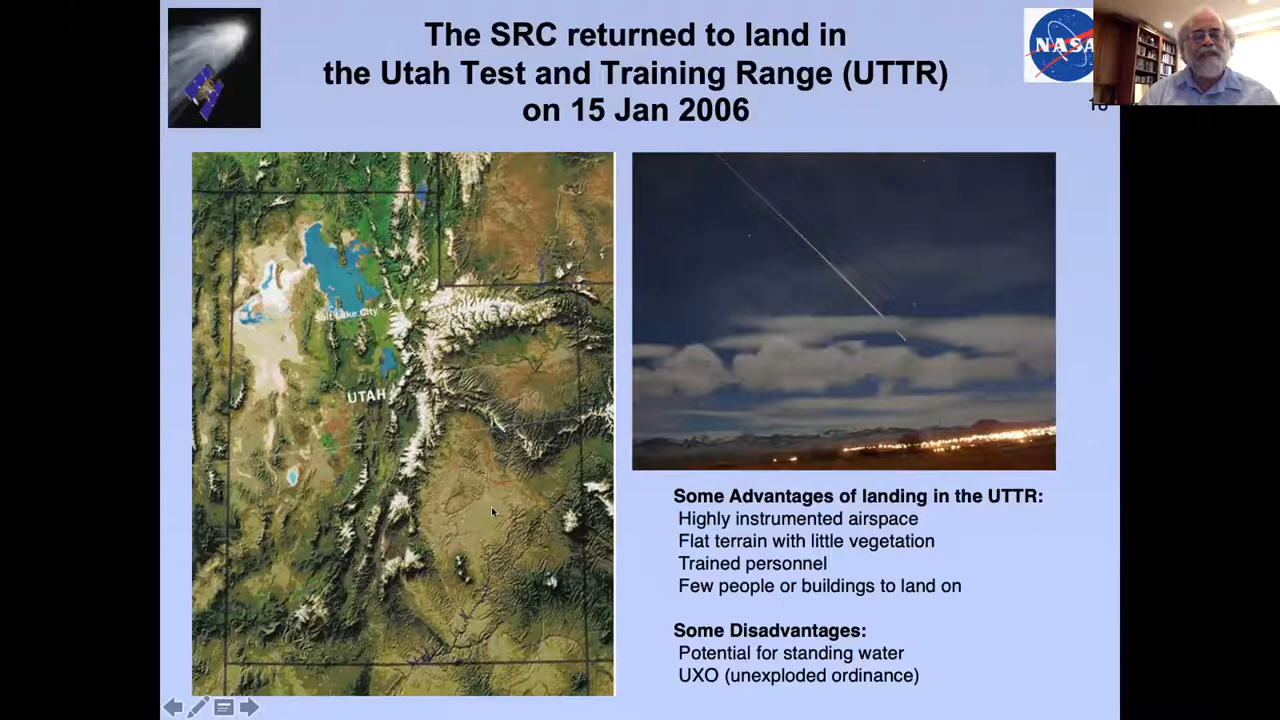 The SRC returned to land in
the Utah Test and Training Range (UTTR)
on 15 Jan 2006
NASA
Salt Lake City
UTAH
Some Advantages of landing in the UTTR:
Highly instrumented airspace
Flat terrain with little vegetation
Trained personnel
Few people or buildings to land on
Some Disadvantages:
Potential for standing water
UXO (unexploded ordinance)